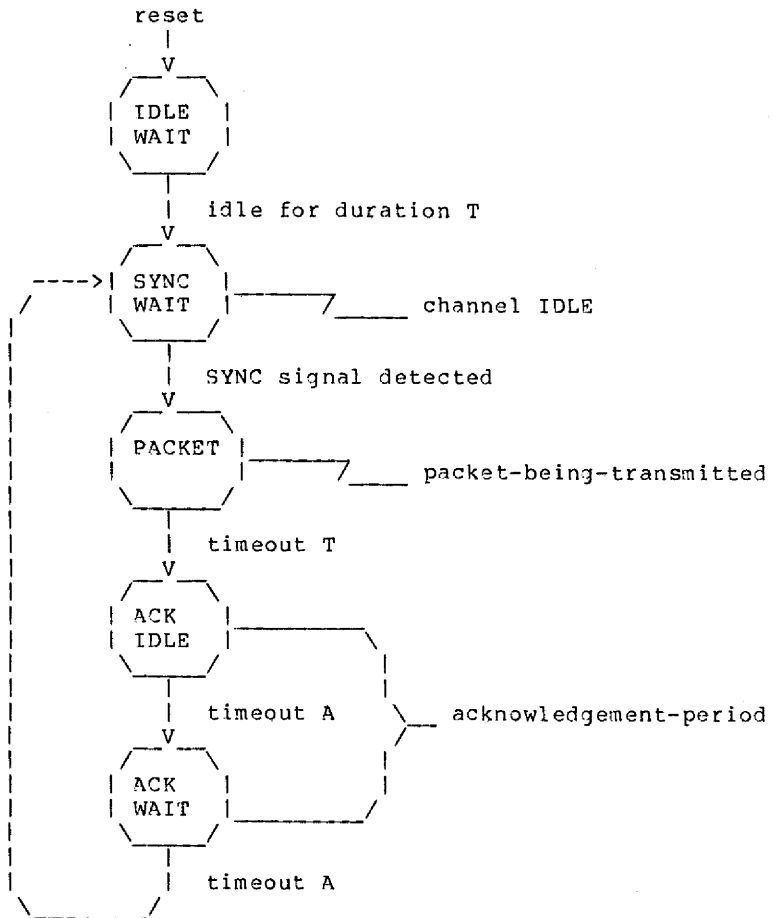 reset
IDLE
WAIT
idle for duration T
SYNC
WAIT
channel IDLE
SYNC signal detected
PACKET
packet-being-transmitted
timeout T
ACK
IDLE
timeout A
acknowledgement-period
ACK
WAIT
timeout A